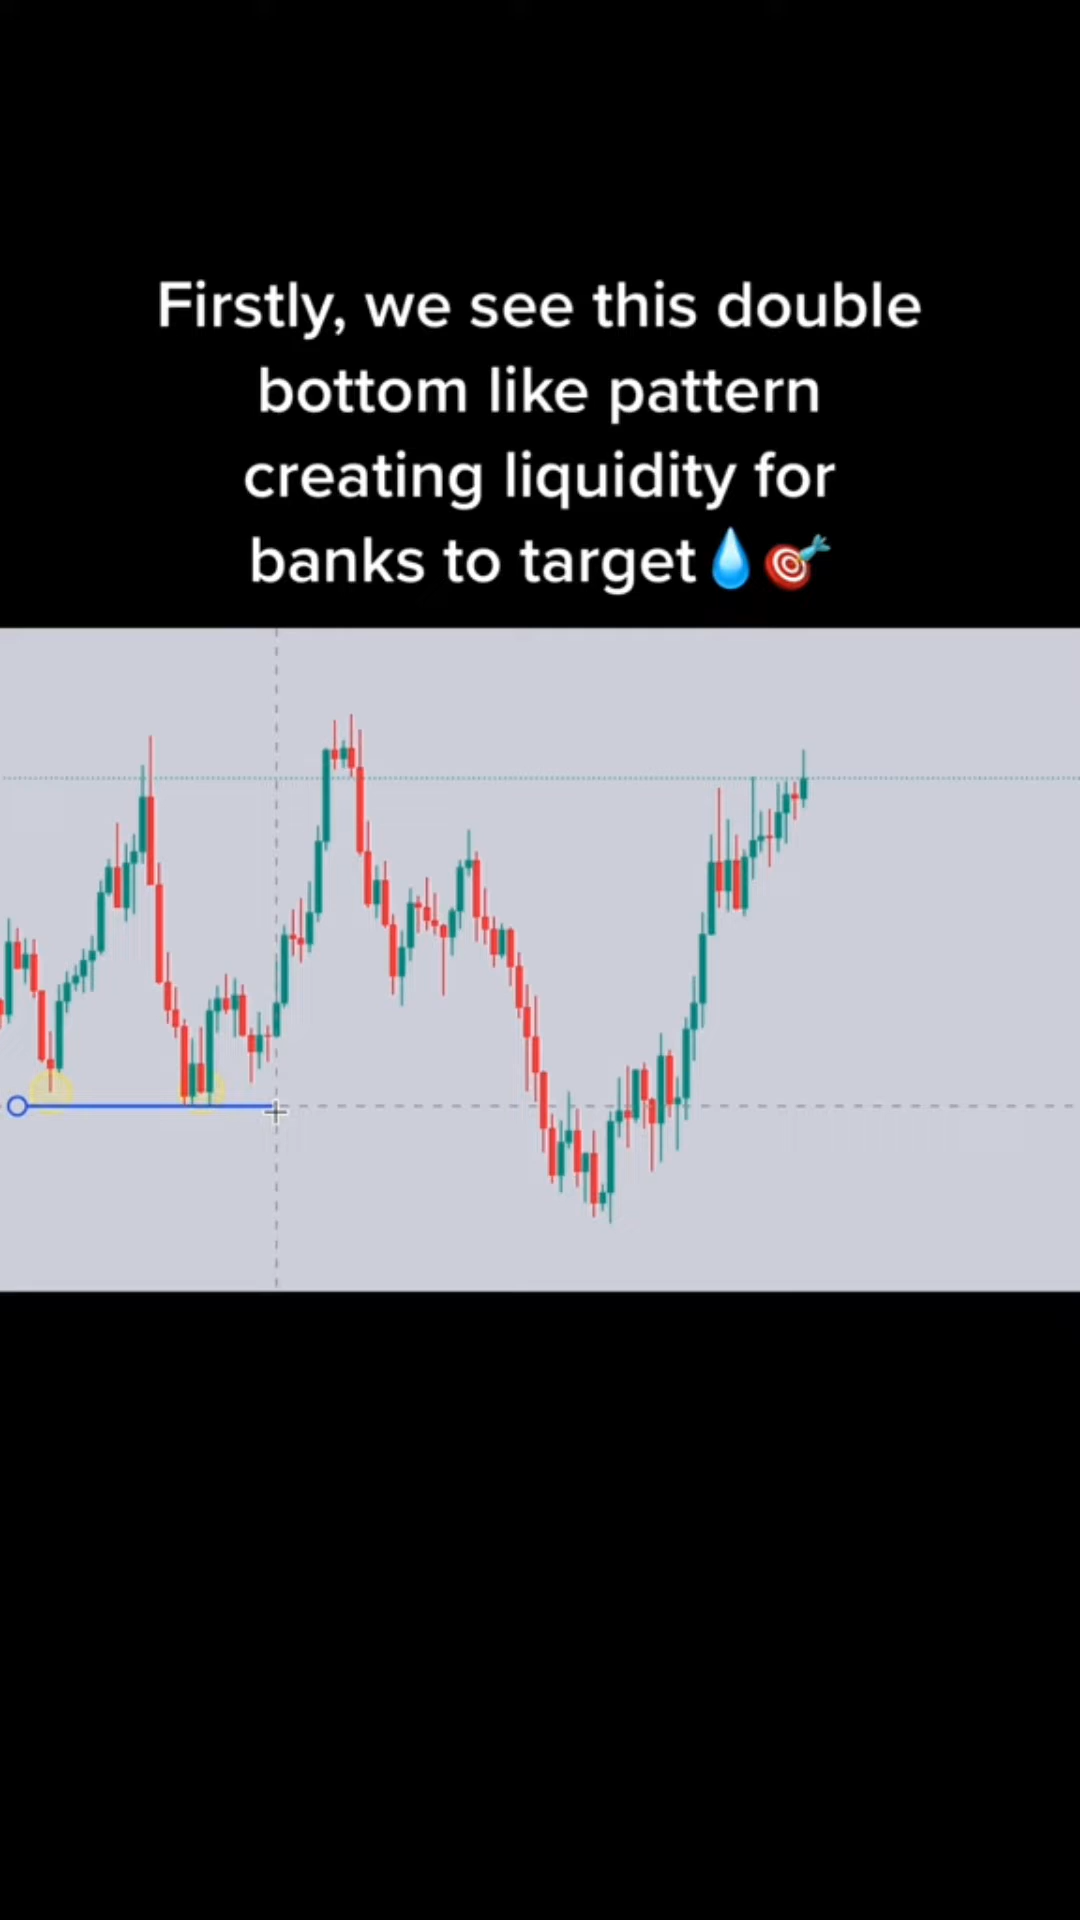 Firstly, we see this double
bottom like pattern
creating liquidity for
banks to target💧🎯